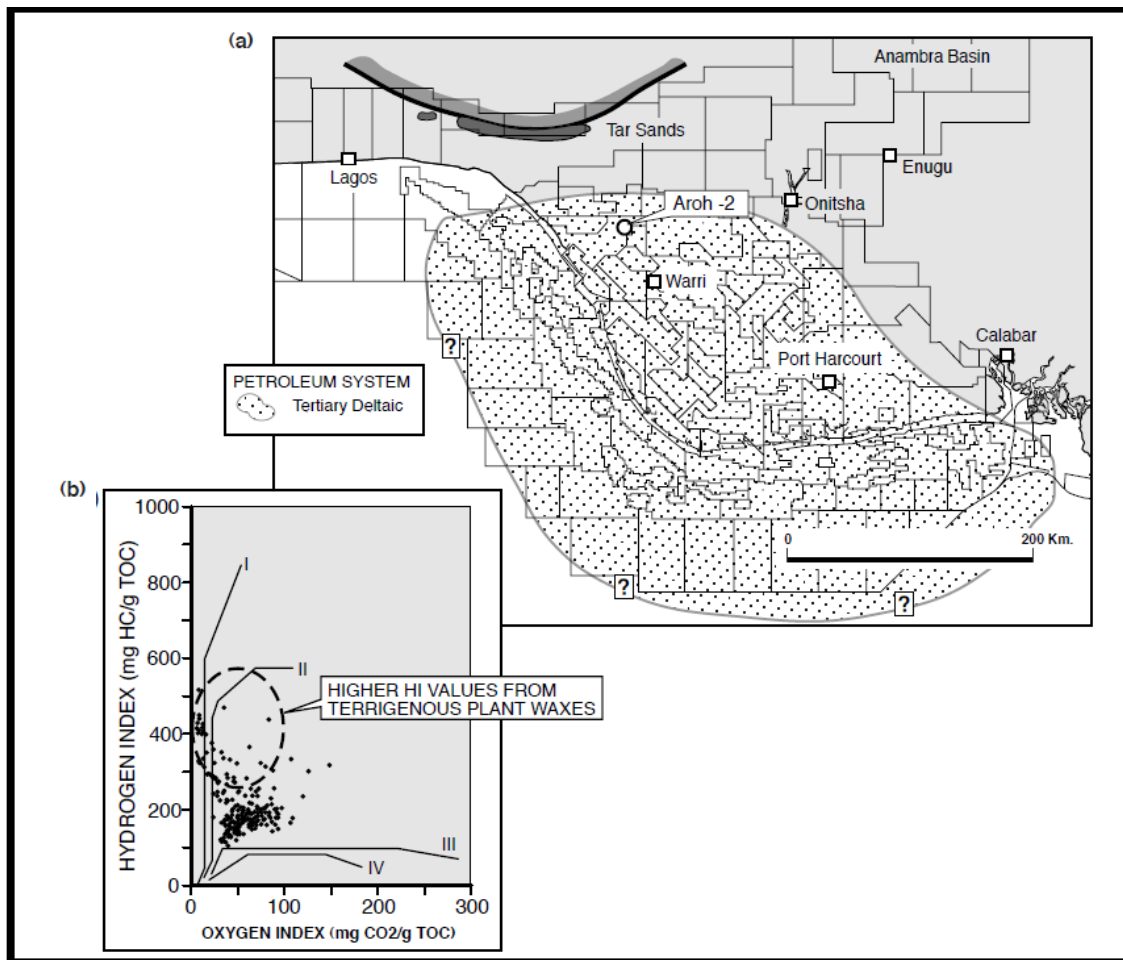 (a)
Anambra Basin
Tar Sands
Enugu
Lagos
Onitsha
Aroh -2
Warri
Calabar
?
Port Harcourt
PETROLEUM SYSTEM
Tertiary Deltaic
0
200 Km.
?
?
(b)
1000
800
600
400
200
0
HYDROGEN INDEX (mg HC/g TOC)
I
II
HIGHER HI VALUES FROM
TERRIGENOUS PLANT WAXES
III
IV
0
100
200
300
OXYGEN INDEX (mg CO2/g TOC)